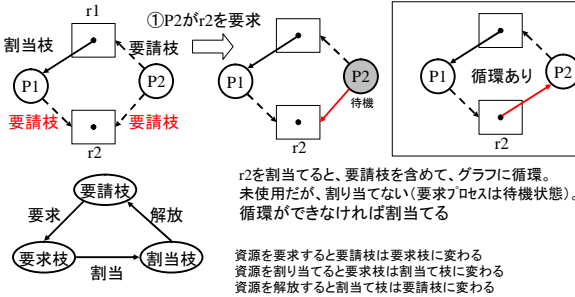 r1
①P2がr2を要求
割当枝
要請枝
P1
P2
要請枝
要請枝
r2
P1
P2
待機
r2
P1
循環あり
P2
r2
r2を割当てると、要請枝を含めて、グラフに循環。
未使用だが、割り当てない(要求プロセスは待機状態)。
循環ができなければ割当てる
要請枝
要求
解放
要求枝
割当枝
割当
資源を要求すると要請枝は要求枝に変わる
資源を割り当てると要求枝は割当て枝に変わる
資源を解放すると割当て枝は要請枝に変わる